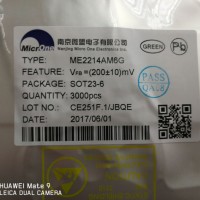 南京微盟电子有限公司
MicrOne
Nanjing Micro One Electronics Inc
GREEN
Pb
TYPE: ME2214AM6G
FEATURE: VFB=(200±10)mV
PACKAGE: SOT23-6
PASS
QUANTITY: 3000pcs
LOT NO: CE251F.1/JBQE
DATE: 2017/06/01
HUAWEI Mate 9
LEICA DUAL CAMERA